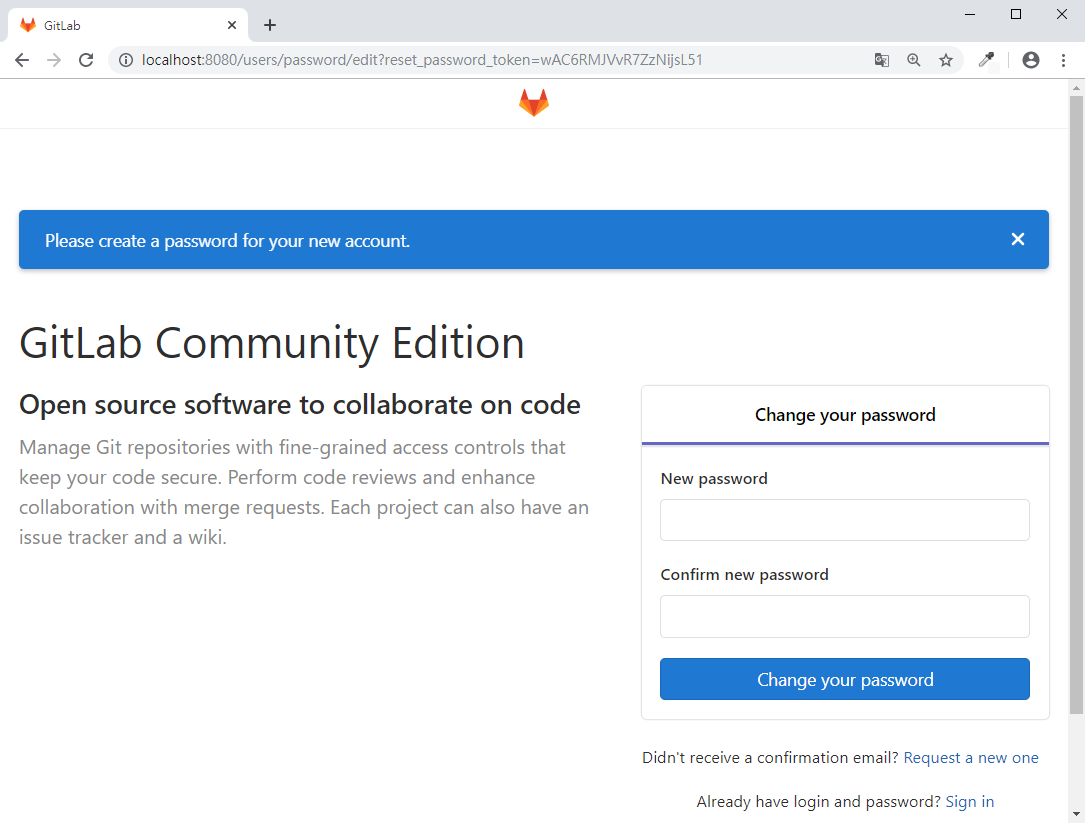 GitLab
localhost:8080/users/password/edit?reset_password_token=wAC6RMJVvR7ZzNijsL51
Please create a password for your new account.
GitLab Community Edition
Open source software to collaborate on code
Manage Git repositories with fine-grained access controls that
keep your code secure. Perform code reviews and enhance
collaboration with merge requests. Each project can also have an
issue tracker and a wiki.
Change your password
New password
Confirm new password
Change your password
Didn't receive a confirmation email? Request a new one
Already have login and password? Sign in